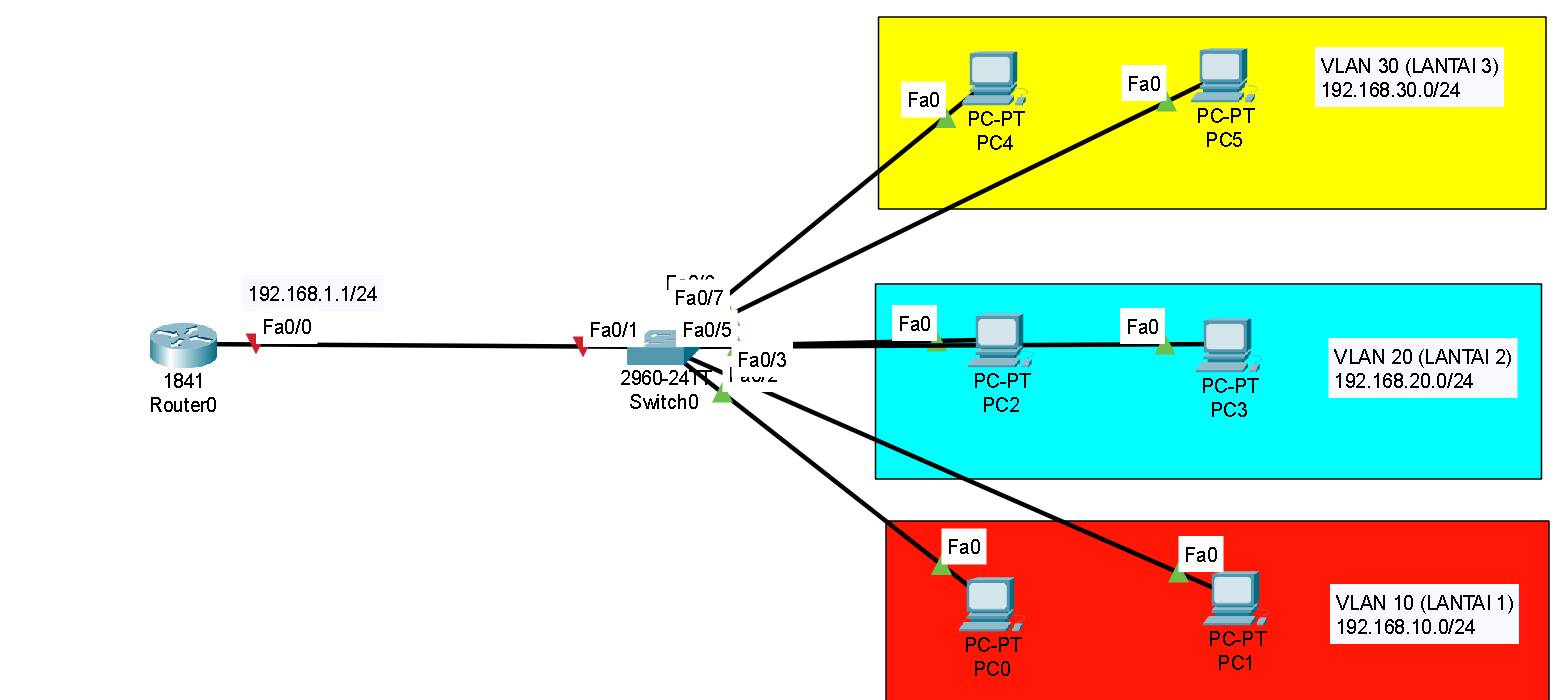 VLAN 30 (LANTAI 3)
192.168.30.0/24
Fa0
PC-PT
PC4
Fa0
PC-PT
PC5
192.168.1.1/24
Fa0/0
1841
Router0
Fa0/1
Fa0/7
Fa0/5
Fa0/3
Fa0/2
2960-24TT
Switch0
Fa0
PC-PT
PC2
Fa0
PC-PT
PC3
VLAN 20 (LANTAI 2)
192.168.20.0/24
Fa0
PC-PT
PC0
Fa0
PC-PT
PC1
VLAN 10 (LANTAI 1)
192.168.10.0/24